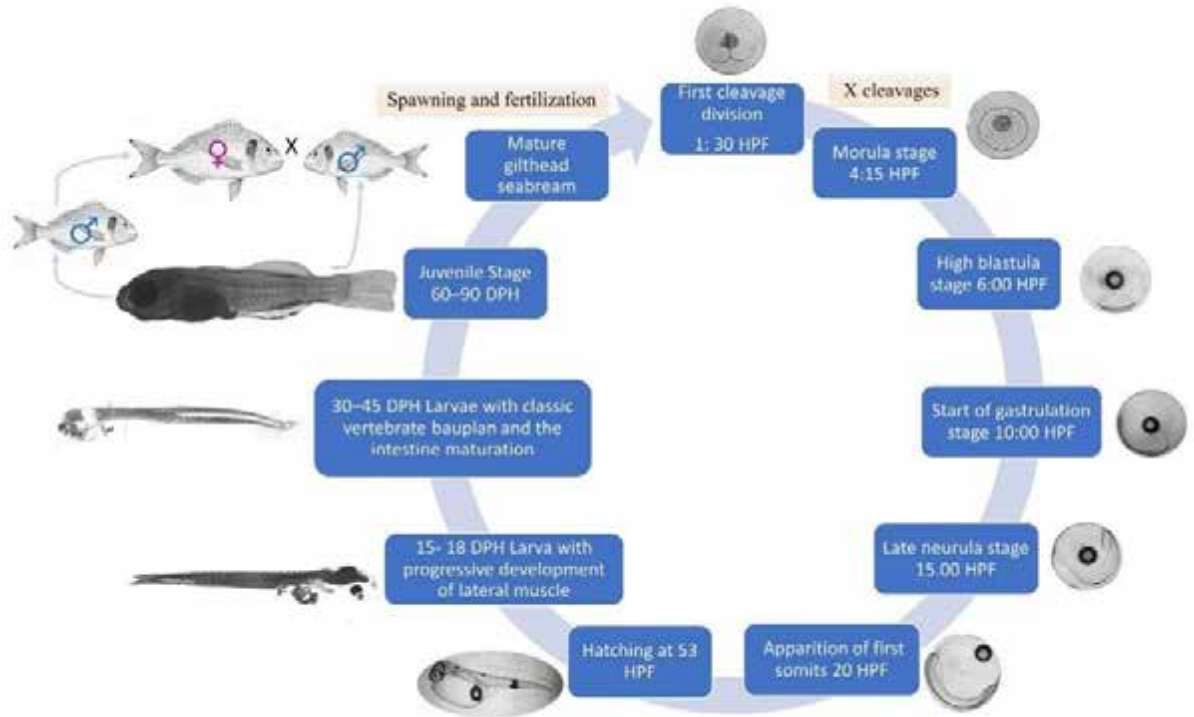 Spawning and fertilization
First cleavage
division
1: 30 HPF
X cleavages
Morula stage
4:15 HPF
High blastula
stage 6:00 HPF
Start of gastrulation
stage 10:00 HPF
Late neurula stage
15.00 HPF
Apparition of first
somits 20 HPF
Hatching at 53
HPF
15- 18 DPH Larva with
progressive development
of lateral muscle
30–45 DPH Larvae with classic
vertebrate bauplan and the
intestine maturation
Juvenile Stage
60–90 DPH
Mature
gilthead
seabream
♀ X ♂
♂